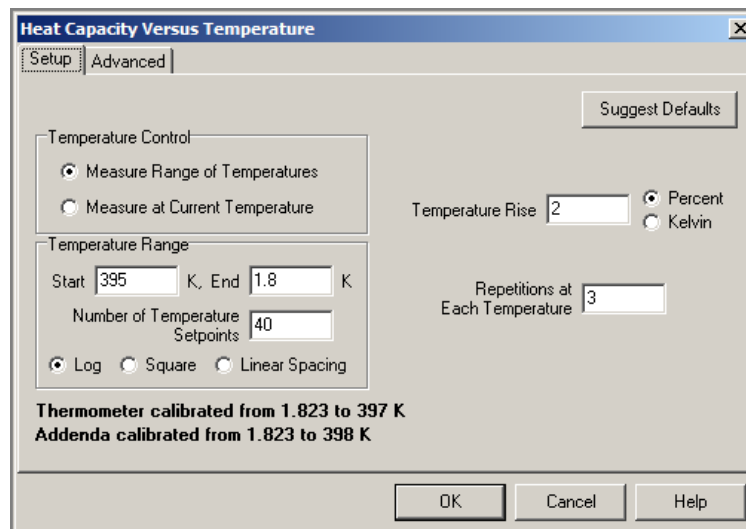 Heat Capacity Versus Temperature
Setup Advanced
Suggest Defaults
Temperature Control
Measure Range of Temperatures
Measure at Current Temperature
Temperature Rise 2 Percent
Kelvin
Temperature Range
Start 395 K, End 1.8 K
Number of Temperature
Setpoints 40
Repetitions at
Each Temperature 3
Log Square Linear Spacing
Thermometer calibrated from 1.823 to 397 K
Addenda calibrated from 1.823 to 398 K
OK Cancel Help